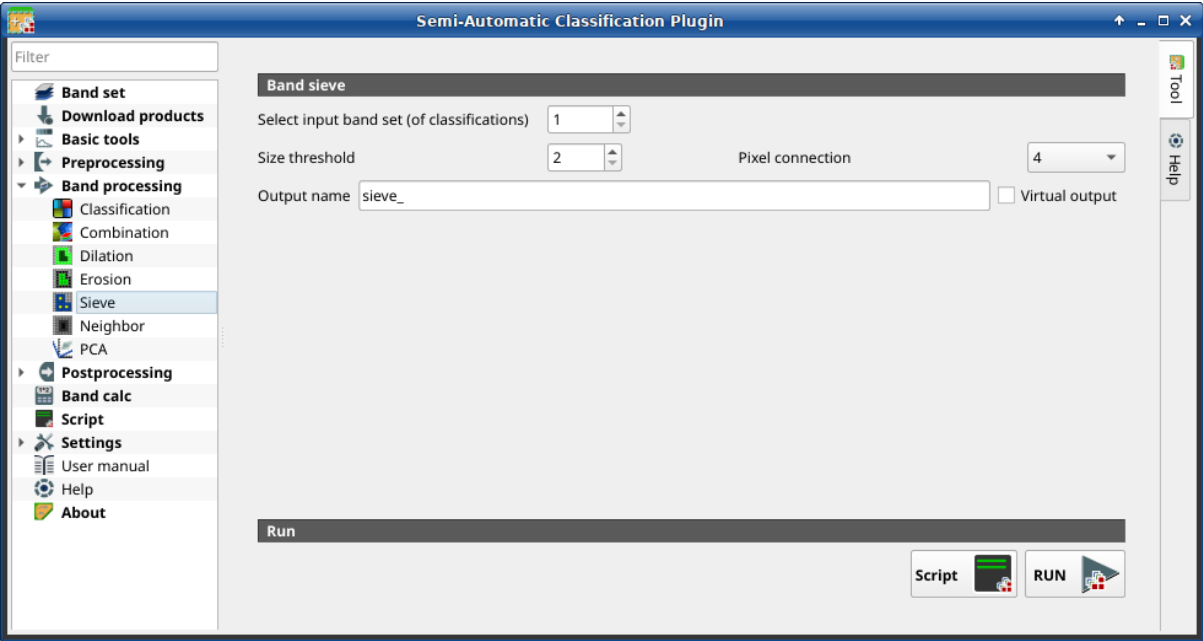 Semi-Automatic Classification Plugin
Filter
Band set
Download products
Basic tools
Preprocessing
Band processing
Classification
Combination
Dilation
Erosion
Sieve
Neighbor
PCA
Postprocessing
Band calc
Script
Settings
User manual
Help
About
Band sieve
Select input band set (of classifications) 1
Size threshold 2 Pixel connection 4
Output name sieve_ Virtual output
Run
Script RUN
Tool
Help